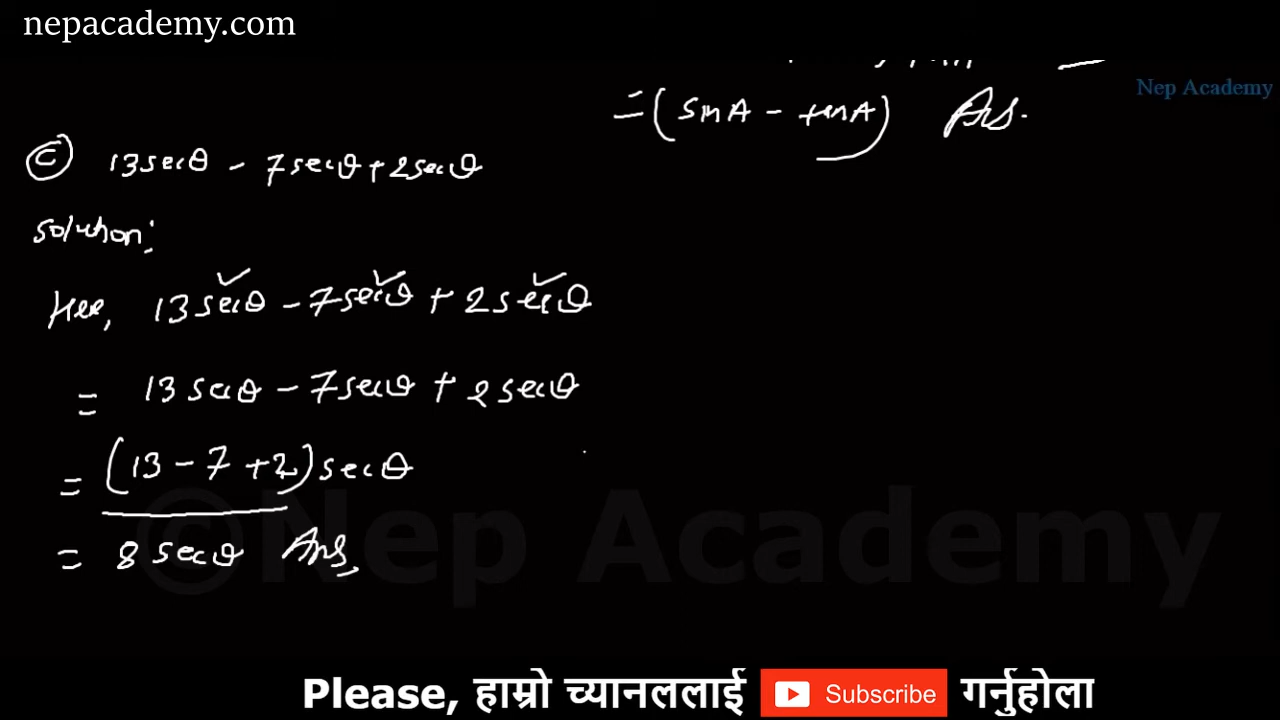 nepacademy.com
Nep Academy
= (sinA - tanA) Ans.
(c) 13secθ - 7secθ + 2secθ
Solution:
Here, 13secθ - 7secθ + 2secθ
= 13secθ - 7secθ + 2secθ
= (13 - 7 + 2)secθ
= 8secθ Ans,
©Nep Academy
Please, हाम्रो च्यानललाई Subscribe गर्नुहोला